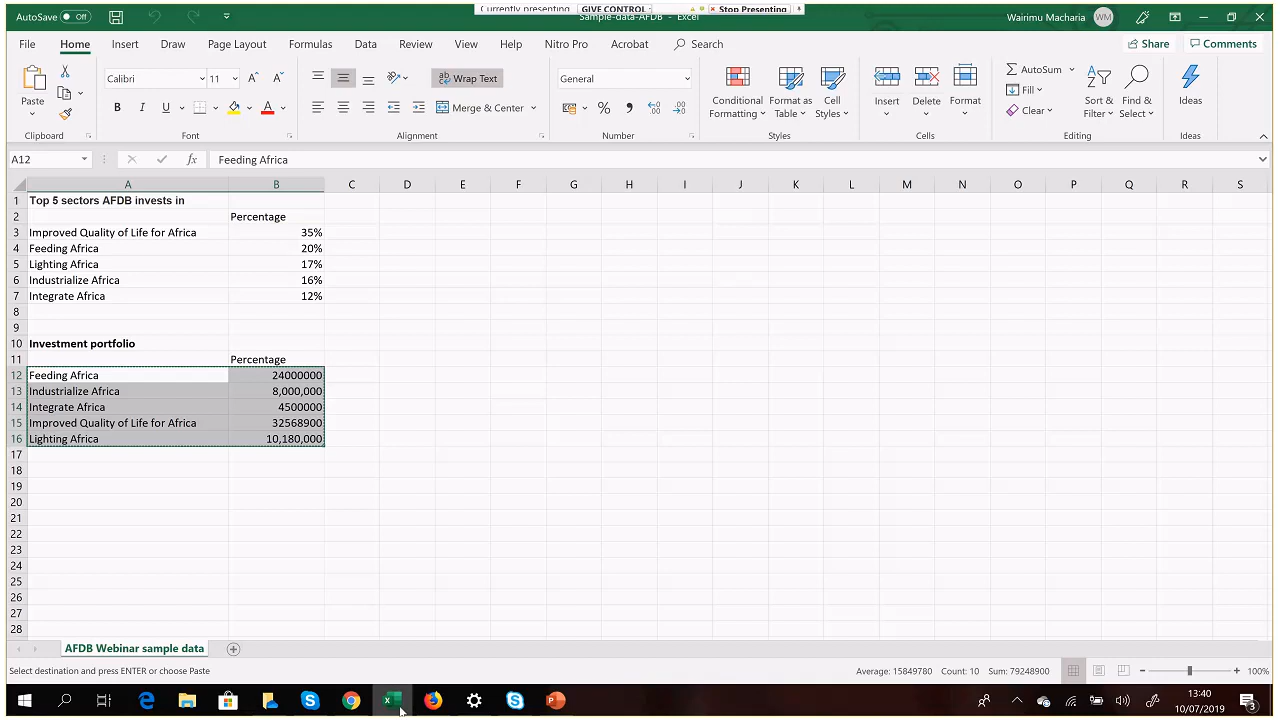 Currently presenting GIVE CONTROL Stop Presenting
AutoSave Off Sample-data-AFDB - Excel Wairimu Macharia WM
File Home Insert Draw Page Layout Formulas Data Review View Help Nitro Pro Acrobat Search Share Comments
Calibri 11 Wrap Text General AutoSum
Fill
Paste B I U A Merge & Center % Conditional Formatting Format as Table Cell Styles Insert Delete Format Clear Sort & Filter Find & Select Ideas
Clipboard Font Alignment Number Styles Cells Editing Ideas
A12 fx Feeding Africa
A B C D E F G H I J K L M N O P Q R S
1 Top 5 sectors AFDB invests in
2 Percentage
3 Improved Quality of Life for Africa 35%
4 Feeding Africa 20%
5 Lighting Africa 17%
6 Industrialize Africa 16%
7 Integrate Africa 12%
8
9
10 Investment portfolio
11 Percentage
12 Feeding Africa 24000000
13 Industrialize Africa 8,000,000
14 Integrate Africa 4500000
15 Improved Quality of Life for Africa 32568900
16 Lighting Africa 10,180,000
17
18
19
20
21
22
23
24
25
26
27
28
AFDB Webinar sample data
Select destination and press ENTER or choose Paste Average: 15849780 Count: 10 Sum: 79248900 100%
13:40
10/07/2019 3